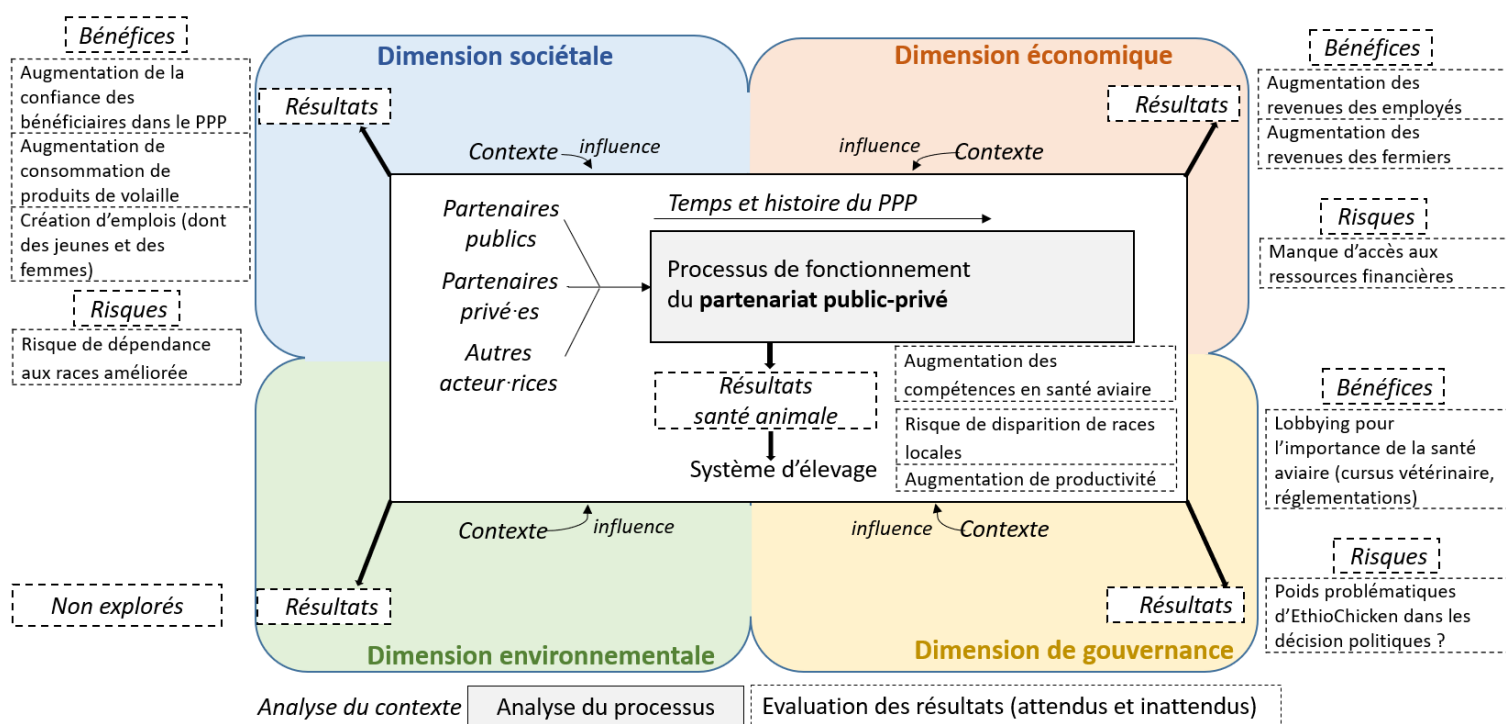 Bénéfices
Augmentation de la
confiance des
bénéficiaires dans le PPP
Augmentation de
consommation de
produits de volaille
Création d'emplois (dont
des jeunes et des
femmes)
Risques
Risque de dépendance
aux races améliorée
Non explorés
Dimension sociétale
Résultats
Contexte
influence
Dimension économique
Résultats
influence
Contexte
Partenaires
publics
Partenaires
privé·es
Autres
acteur·rices
Temps et histoire du PPP
Processus de fonctionnement
du partenariat public-privé
Résultats
santé animale
Système d'élevage
Augmentation des
compétences en santé aviaire
Risque de disparition de races
locales
Augmentation de productivité
Contexte
influence
Résultats
Dimension environnementale
influence
Contexte
Résultats
Dimension de gouvernance
Bénéfices
Augmentation des
revenues des employés
Augmentation des
revenues des fermiers
Risques
Manque d'accès aux
ressources financières
Bénéfices
Lobbying pour
l'importance de la santé
aviaire (cursus vétérinaire,
réglementations)
Risques
Poids problématiques
d'EthioChicken dans les
décision politiques ?
Analyse du contexte
Analyse du processus
Evaluation des résultats (attendus et inattendus)